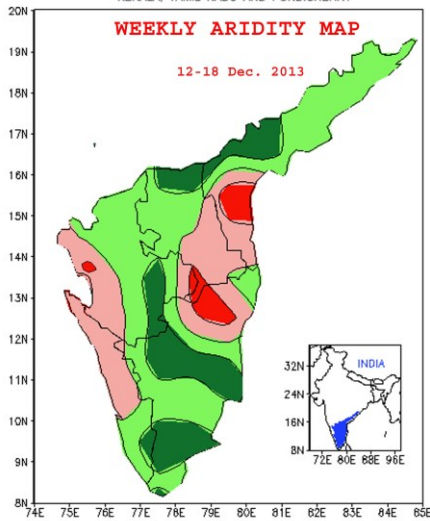 WEEKLY ARIDITY MAP
12-18 Dec. 2013
20N
19N
18N
17N
16N
15N
14N
13N
12N
11N
10N
9N
8N
74E 75E 76E 77E 78E 79E 80E 81E 82E 83E 84E 85E
INDIA
32N
24N
16N
8N
72E 80E 88E 96E